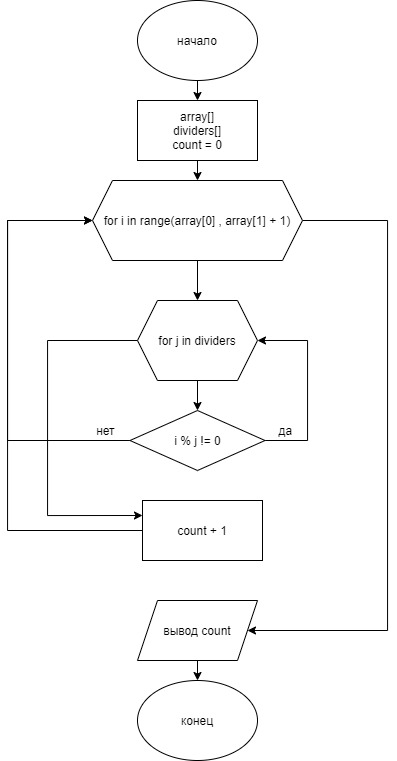 начало
array[]
dividers[]
count = 0
for i in range(array[0] , array[1] + 1)
for j in dividers
нет
i % j != 0
да
count + 1
вывод count
конец